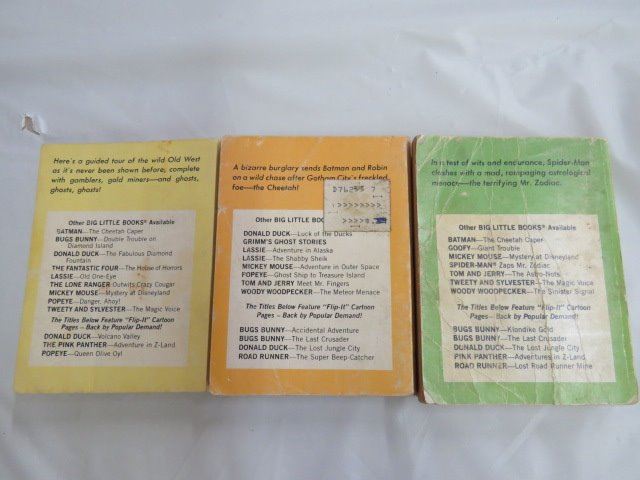 Here's a guided tour of the wild Old West
as it's never been shown before, complete
with gamblers, gold miners—and ghosts,
ghosts, ghosts!
Other BIG LITTLE BOOKS® Available
BATMAN—The Cheetah Caper
BUGS BUNNY—Double Trouble on
Diamond Island
DONALD DUCK—The Fabulous Diamond
Fountain
THE FANTASTIC FOUR—The House of Horrors
LASSIE—Old One-Eye
THE LONE RANGER Outwits Crazy Cougar
MICKEY MOUSE—Mystery at Disneyland
POPEYE—Danger, Ahoy!
TWEETY AND SYLVESTER—The Magic Voice
The Titles Below Feature "Flip-It" Cartoon
Pages—Back by Popular Demand!
DONALD DUCK—Volcano Valley
THE PINK PANTHER—Adventure in Z-Land
POPEYE—Queen Olive Oyl
A bizarre burglary sends Batman and Robin
on a wild chase after Gotham City's freckled
foe—the Cheetah!
Other BIG LITTLE BOOKS
DONALD DUCK—Luck of the Ducks
GRIMM'S GHOST STORIES
LASSIE—Adventure in Alaska
LASSIE—The Shabby Sheik
MICKEY MOUSE—Adventure in Outer Space
POPEYE—Ghost Ship to Treasure Island
TOM AND JERRY Meet Mr. Fingers
WOODY WOODPECKER—The Meteor Menace
The Titles Below Feature "Flip-It" Cartoon
Pages — Back by Popular Demand!
BUGS BUNNY—Accidental Adventure
BUGS BUNNY—The Last Crusader
DONALD DUCK—The Lost Jungle City
ROAD RUNNER—The Super Beep-Catcher
In a test of wits and endurance, Spider-Man
clashes with a mad, rampaging astrological
menace—the terrifying Mr. Zodiac.
Other BIG LITTLE BOOKS® Available
BATMAN—The Cheetah Caper
GOOFY—Giant Trouble
MICKEY MOUSE—Mystery at Disneyland
SPIDER-MAN® Zaps Mr. Zodiac
TOM AND JERRY—The Astro-Nots
TWEETY AND SYLVESTER—The Magic Voice
WOODY WOODPECKER—The Sinister Signal
The Titles Below Feature "Flip-It" Cartoon
Pages—Back by Popular Demand!
BUGS BUNNY—Klondike Gold
BUGS BUNNY—The Last Crusader
DONALD DUCK—The Lost Jungle City
PINK PANTHER—Adventures in Z-Land
ROAD RUNNER—Lost Road Runner Mine